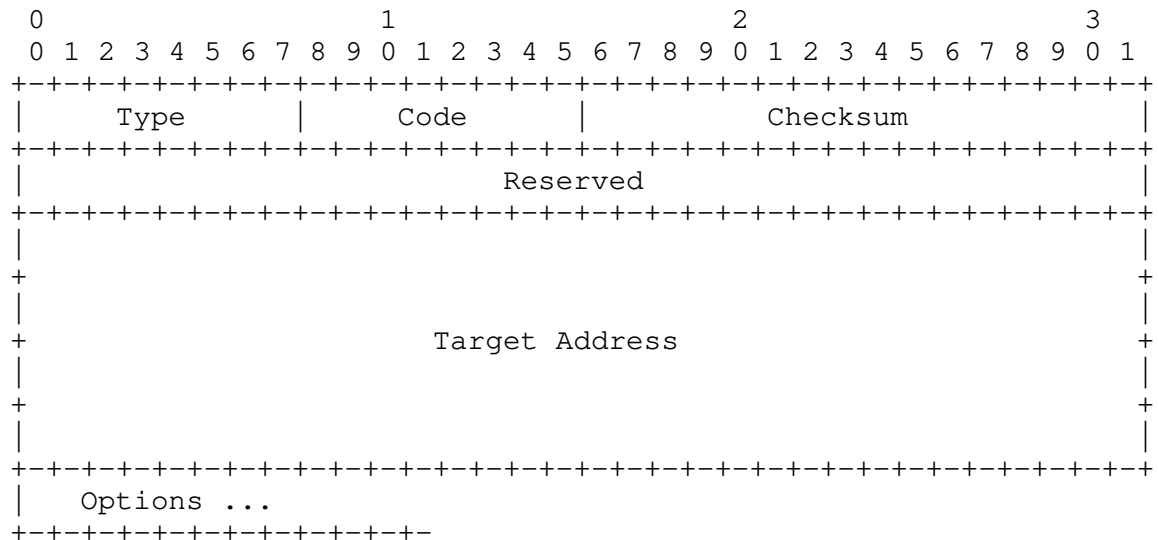 0                   1                   2                   3
 0 1 2 3 4 5 6 7 8 9 0 1 2 3 4 5 6 7 8 9 0 1 2 3 4 5 6 7 8 9 0 1
+-+-+-+-+-+-+-+-+-+-+-+-+-+-+-+-+-+-+-+-+-+-+-+-+-+-+-+-+-+-+-+-+
|     Type      |     Code      |          Checksum             |
+-+-+-+-+-+-+-+-+-+-+-+-+-+-+-+-+-+-+-+-+-+-+-+-+-+-+-+-+-+-+-+-+
|                           Reserved                            |
+-+-+-+-+-+-+-+-+-+-+-+-+-+-+-+-+-+-+-+-+-+-+-+-+-+-+-+-+-+-+-+-+
|                                                               |
+                                                               +
|                                                               |
+                       Target Address                          +
|                                                               |
+                                                               +
|                                                               |
+-+-+-+-+-+-+-+-+-+-+-+-+-+-+-+-+-+-+-+-+-+-+-+-+-+-+-+-+-+-+-+-+
|   Options ...
+-+-+-+-+-+-+-+-+-+-+-+-